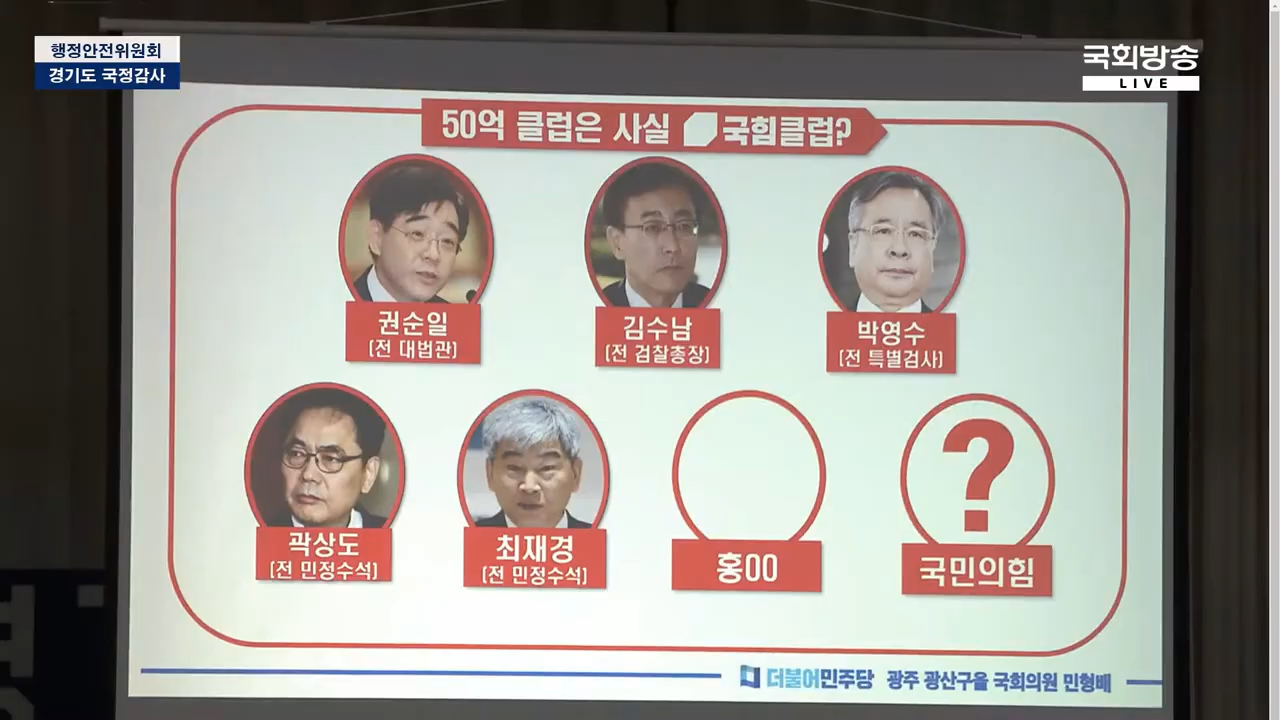 행정안전위원회
경기도 국정감사
국회방송
LIVE
50억 클럽은 사실 국힘클럽?
권순일
(전 대법관)
김수남
(전 검찰총장)
박영수
(전 특별검사)
곽상도
(전 민정수석)
최재경
(전 민정수석)
홍00
?
국민의힘
더불어민주당 광주 광산구을 국회의원 민형배